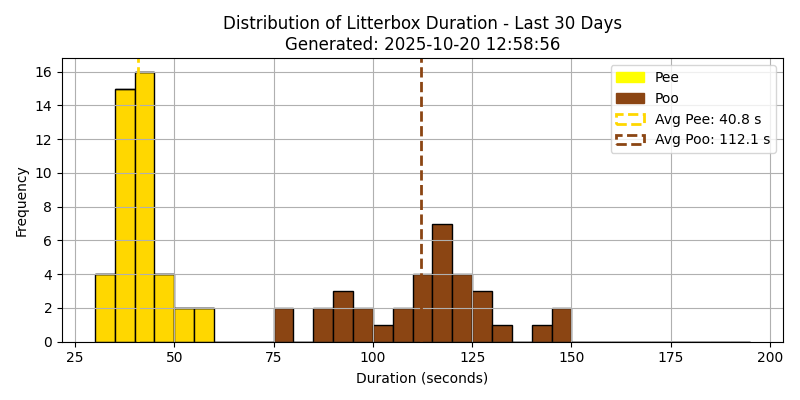 Distribution of Litterbox Duration - Last 30 Days
Generated: 2025-10-20 12:58:56
Pee
Poo
Avg Pee: 40.8 s
Avg Poo: 112.1 s
Frequency
16
14
12
10
8
6
4
2
0
25 50 75 100 125 150 175 200
Duration (seconds)